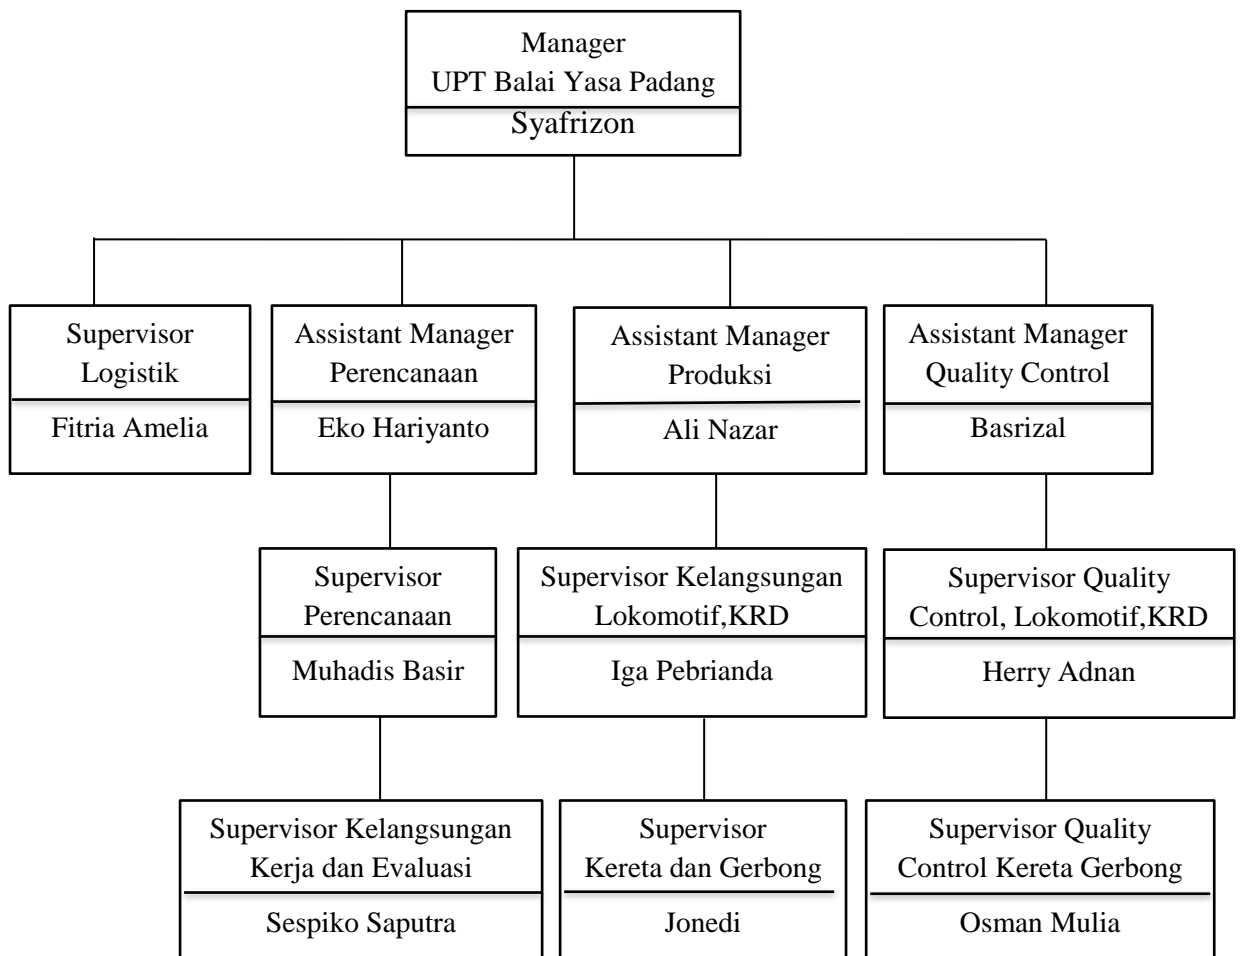 Manager
UPT Balai Yasa Padang
Syafrizon
Supervisor
Logistik
Fitria Amelia
Assistant Manager
Perencanaan
Eko Hariyanto
Assistant Manager
Produksi
Ali Nazar
Assistant Manager
Quality Control
Basrizal
Supervisor
Perencanaan
Muhadis Basir
Supervisor Kelangsungan
Lokomotif,KRD
Iga Pebrianda
Supervisor Quality
Control, Lokomotif,KRD
Herry Adnan
Supervisor Kelangsungan
Kerja dan Evaluasi
Sespiko Saputra
Supervisor
Kereta dan Gerbong
Jonedi
Supervisor Quality
Control Kereta Gerbong
Osman Mulia